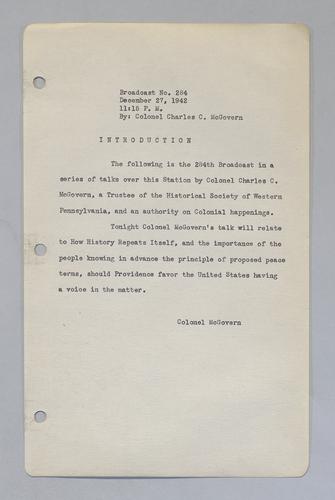 Broadcast No. 284
December 27, 1942
11:15 P. M.
By: Colonel Charles C. McGovern
I N T R O D U C T I O N
The following is the 284th Broadcast in a
series of talks over this Station by Colonel Charles C.
McGovern, a Trustee of the Historical Society of Western
Pennsylvania, and an authority on Colonial happenings.
Tonight Colonel McGovern's talk will relate
to How History Repeats Itself, and the importance of the
people knowing in advance the principle of proposed peace
terms, should Providence favor the United States having
a voice in the matter.
Colonel McGovern